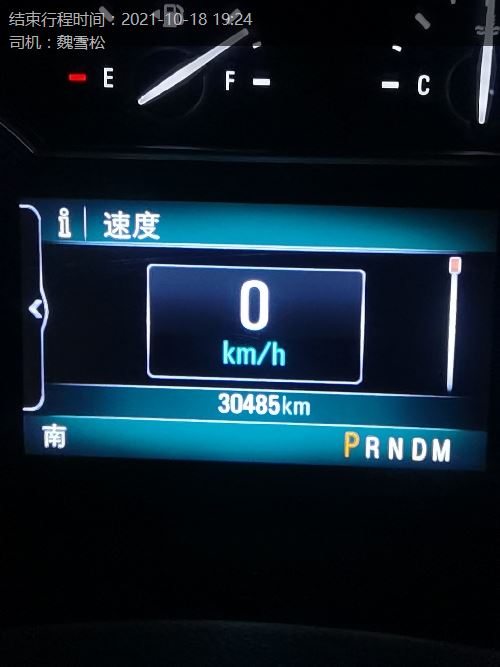 结束行程时间：2021-10-18 19:24
司机：魏雪松
E F C
i 速度
0
km/h
30485km
南 PRNDM